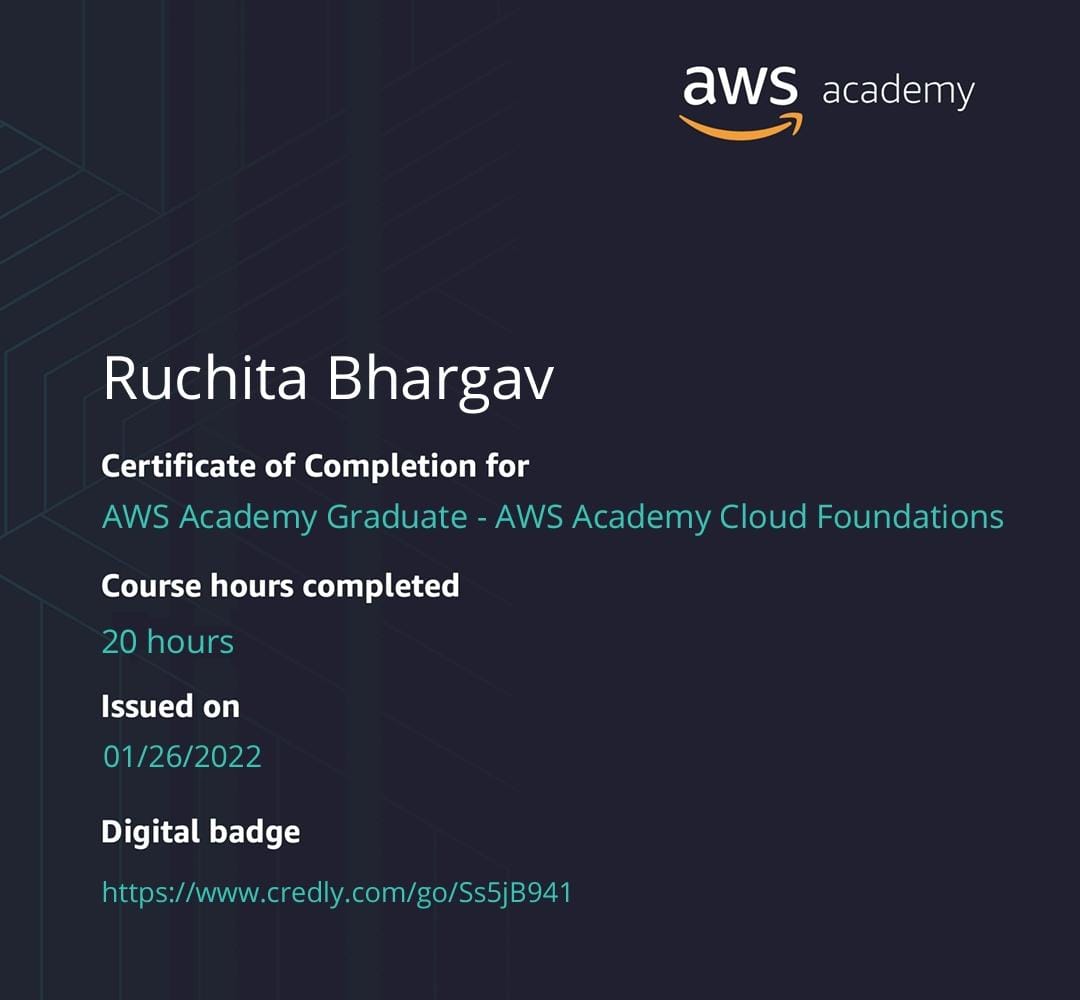 aws academy
Ruchita Bhargav
Certificate of Completion for
AWS Academy Graduate - AWS Academy Cloud Foundations
Course hours completed
20 hours
Issued on
01/26/2022
Digital badge
https://www.credly.com/go/Ss5jB941